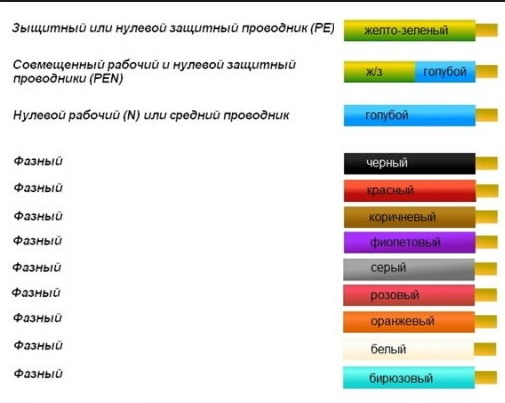 Зыщитный или нулевой защитный проводник (PE) желто-зеленый
Совмещенный рабочий и нулевой защитный
проводники (PEN) ж/з голубой
Нулевой рабочий (N) или средний проводник голубой
Фазный черный
Фазный красный
Фазный коричневый
Фазный фиолетовый
Фазный серый
Фазный розовый
Фазный оранжевый
Фазный белый
Фазный бирюзовый